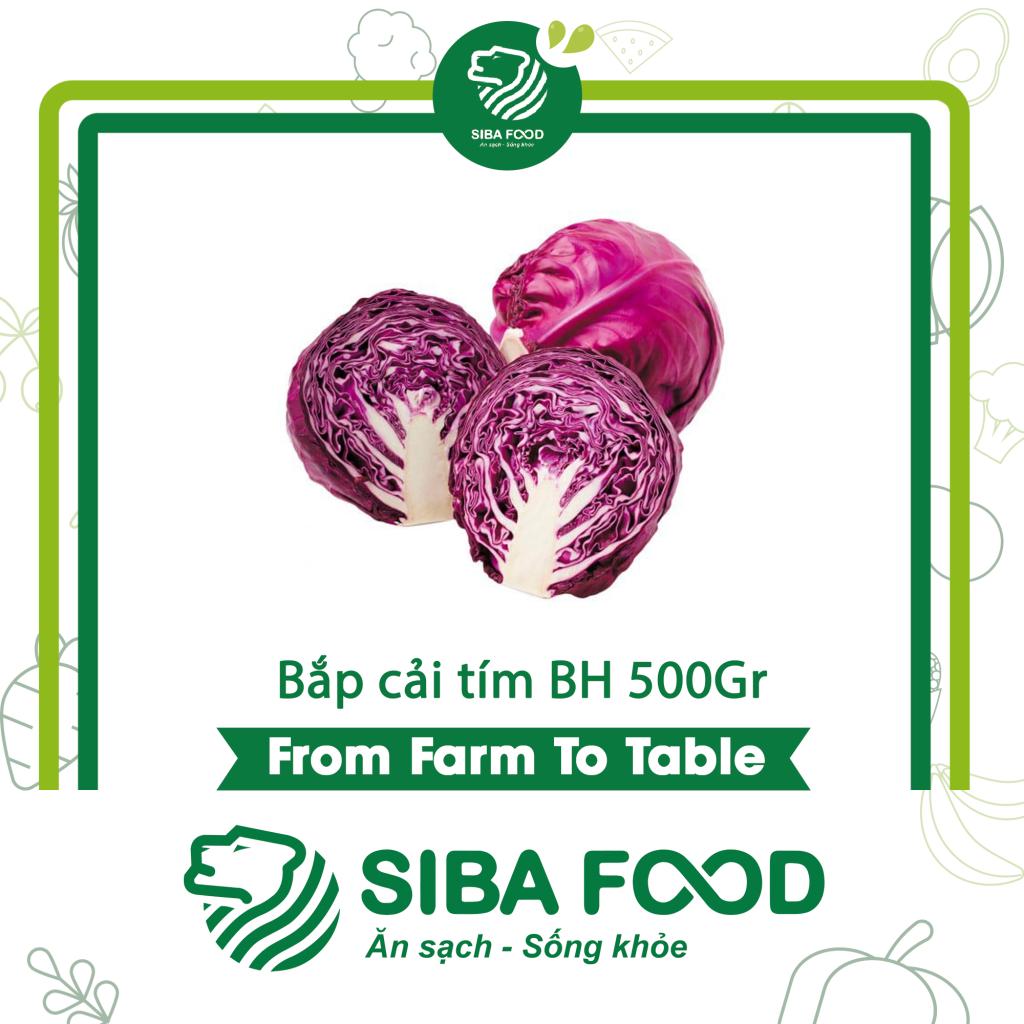 SIBA FOOD
Ăn sạch - Sống khỏe
Bắp cải tím BH 500Gr
From Farm To Table
SIBA FOOD
Ăn sạch - Sống khỏe